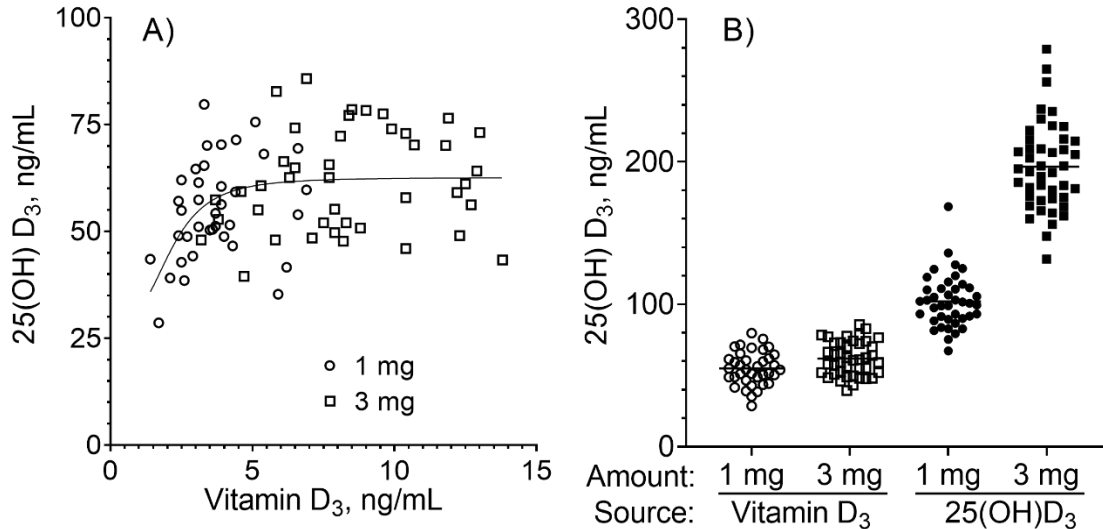 A)
100
75
50
25
0
25(OH) D₃, ng/mL
1 mg
3 mg
0 5 10 15
Vitamin D₃, ng/mL
B)
300
200
100
0
25(OH) D₃, ng/mL
Amount: 1 mg 3 mg 1 mg 3 mg
Source: Vitamin D₃ 25(OH)D₃